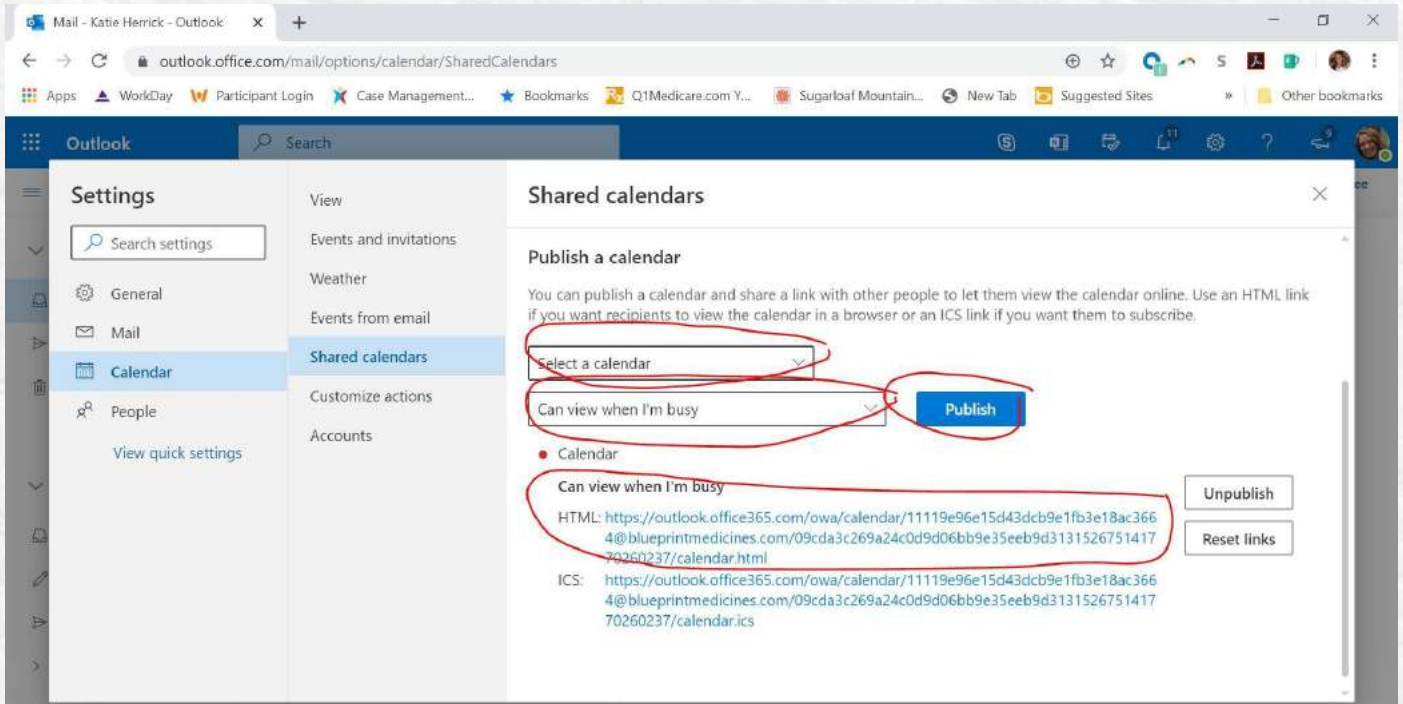 Mail - Katie Herrick - Outlook
outlook.office.com/mail/options/calendar/SharedCalendars
S
Apps WorkDay Participant Login Case Management... Bookmarks Q1Medicare.com Y... Sugarloaf Mountain... New Tab Suggested Sites » Other bookmarks
Outlook Search 11 ? 9
Settings
Search settings
General
Mail
Calendar
People
View quick settings
View
Events and invitations
Weather
Events from email
Shared calendars
Customize actions
Accounts
Shared calendars
Publish a calendar
You can publish a calendar and share a link with other people to let them view the calendar online. Use an HTML link
if you want recipients to view the calendar in a browser or an ICS link if you want them to subscribe.
Select a calendar
Can view when I'm busy Publish
Calendar
Can view when I'm busy Unpublish
HTML: https://outlook.office365.com/owa/calendar/11119e96e15d43dcb9e1fb3e18ac366
4@blueprintmedicines.com/09cda3c269a24c0d9d06bb9e35eeb9d3131526751417
70260237/calendar.html
Reset links
ICS: https://outlook.office365.com/owa/calendar/11119e96e15d43dcb9e1fb3e18ac366
4@blueprintmedicines.com/09cda3c269a24c0d9d06bb9e35eeb9d3131526751417
70260237/calendar.ics